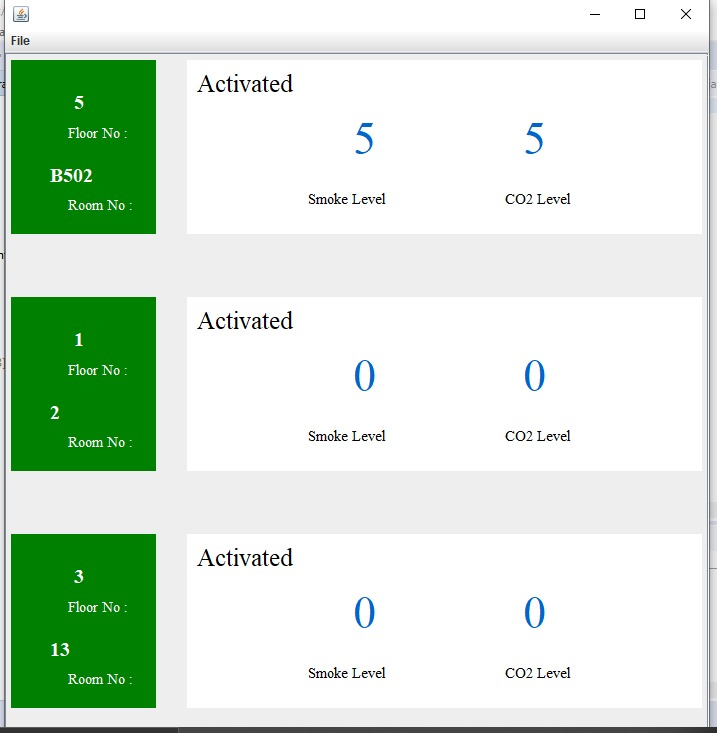 File
5
Floor No :
B502
Room No :
Activated
5 5
Smoke Level CO2 Level
1
Floor No :
2
Room No :
Activated
0 0
Smoke Level CO2 Level
3
Floor No :
13
Room No :
Activated
0 0
Smoke Level CO2 Level